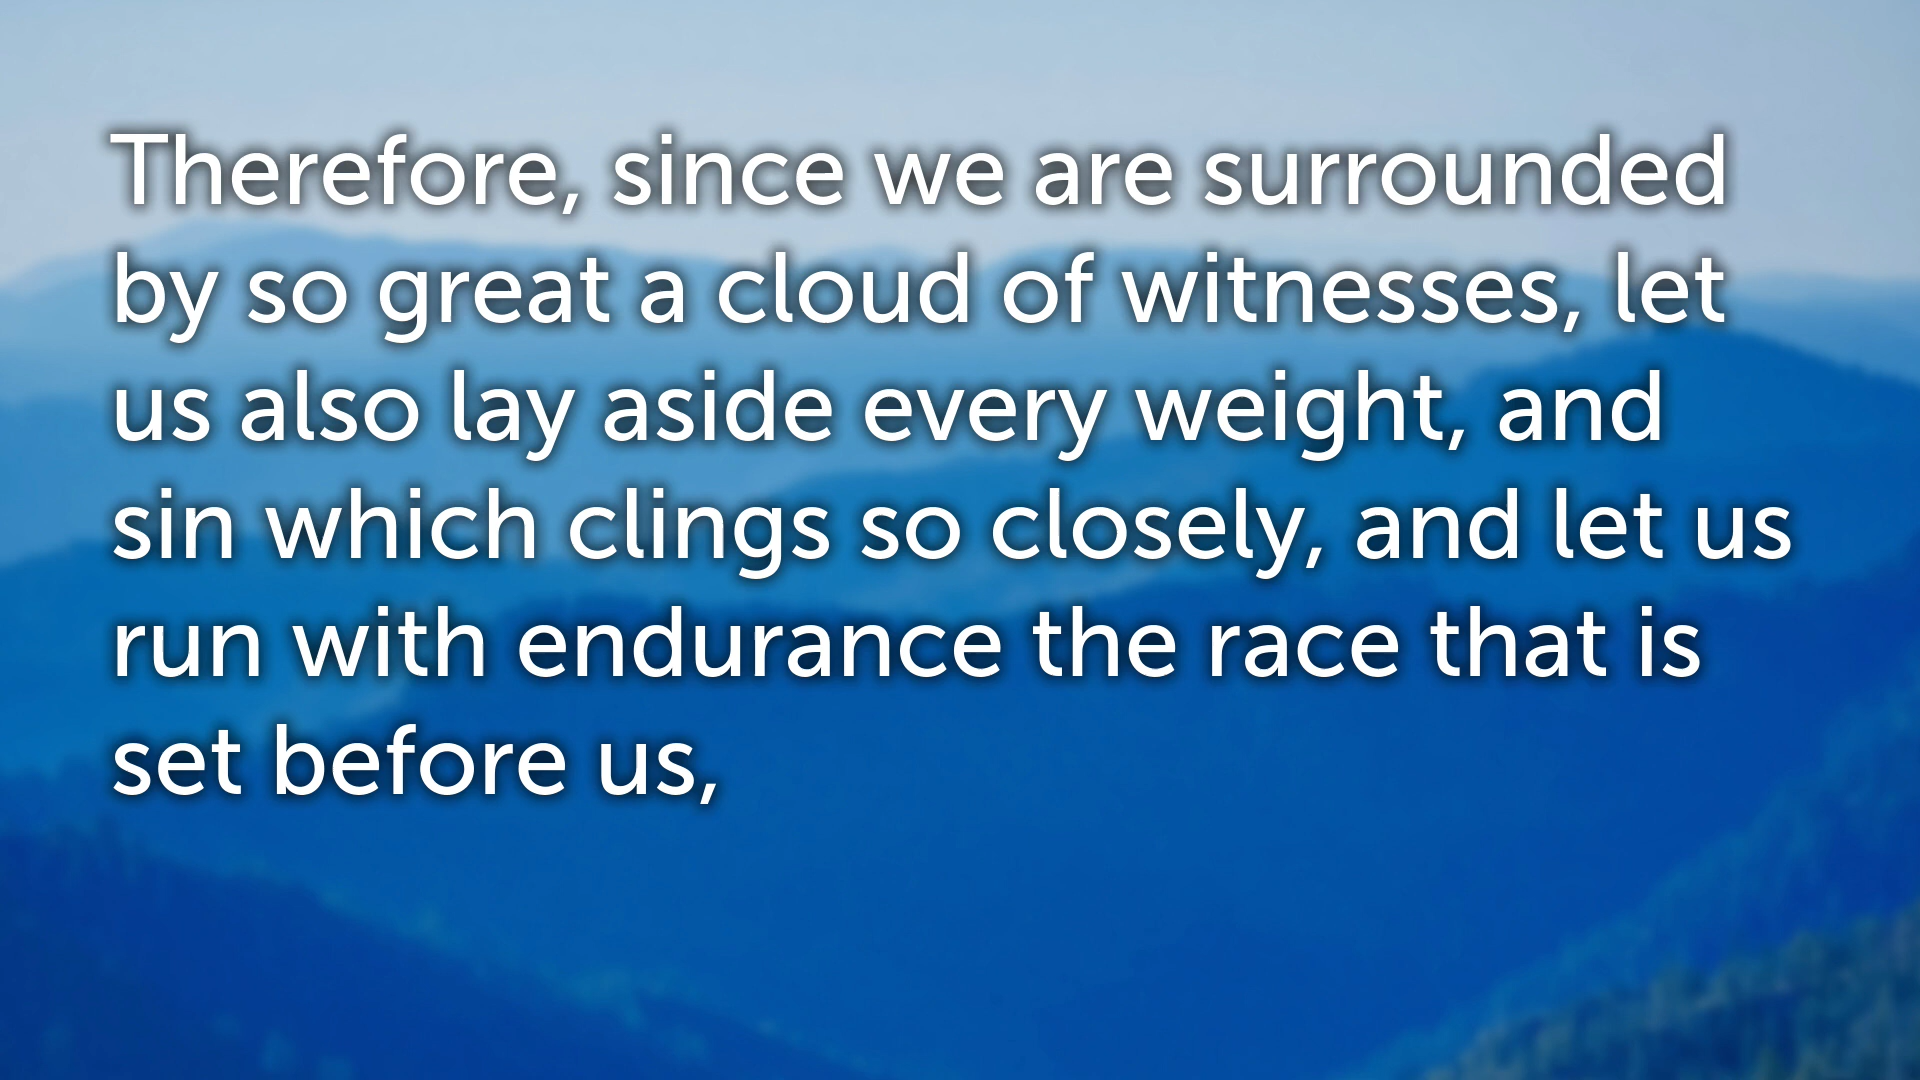 Therefore, since we are surrounded
by so great a cloud of witnesses, let
us also lay aside every weight, and
sin which clings so closely, and let us
run with endurance the race that is
set before us,